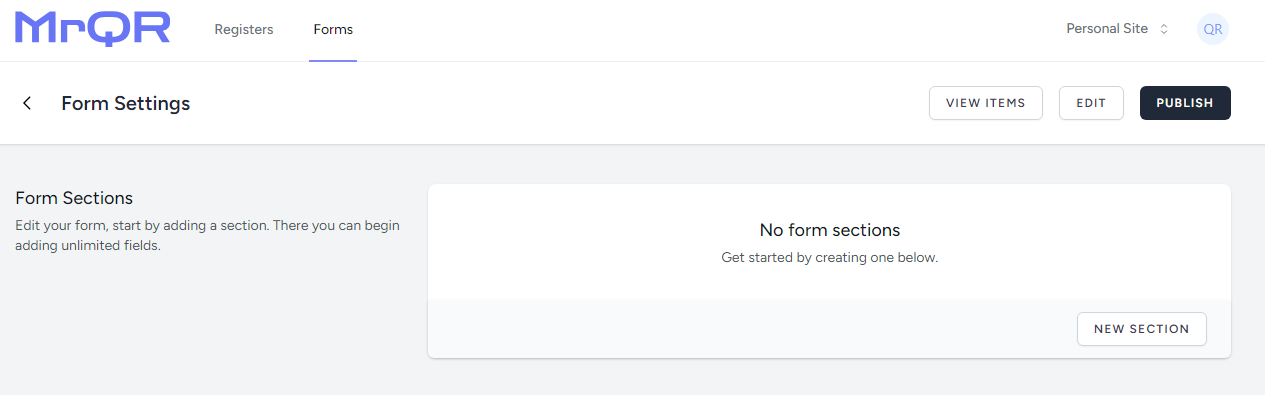 MrQR
Registers
Forms
Personal Site
QR
Form Settings
VIEW ITEMS
EDIT
PUBLISH
Form Sections
Edit your form, start by adding a section. There you can begin
adding unlimited fields.
No form sections
Get started by creating one below.
NEW SECTION